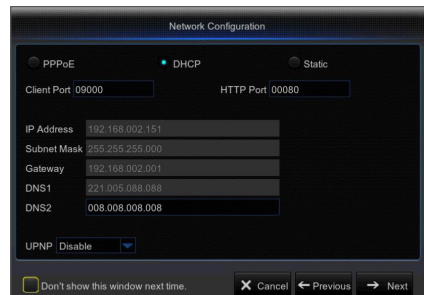 Network Configuration
PPPoE DHCP Static
Client Port 09000 HTTP Port 00080
IP Address 192.168.002.151
Subnet Mask 255.255.255.000
Gateway 192.168.002.001
DNS1 221.005.088.088
DNS2 008.008.008.008
UPNP Disable
Don't show this window next time. Cancel Previous Next